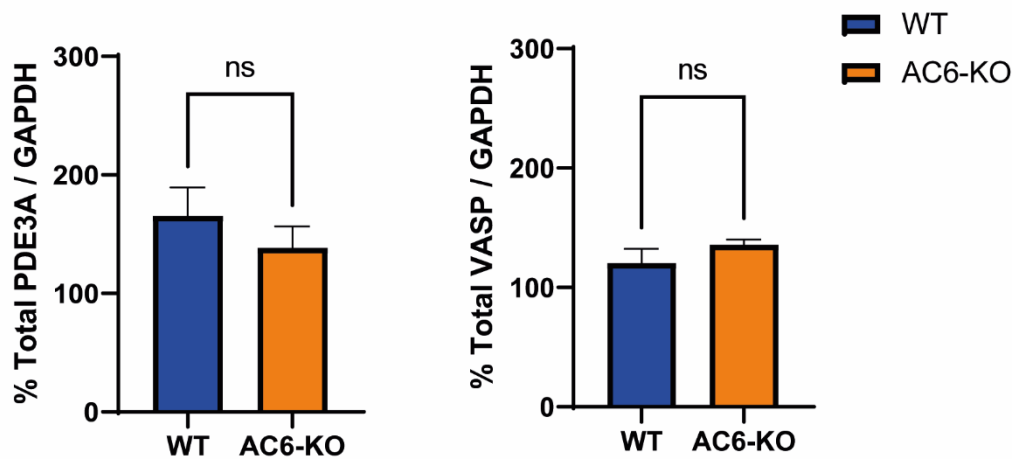 WT
AC6-KO
% Total PDE3A / GAPDH
300
200
100
0
ns
WT
AC6-KO
% Total VASP / GAPDH
300
200
100
0
ns
WT
AC6-KO